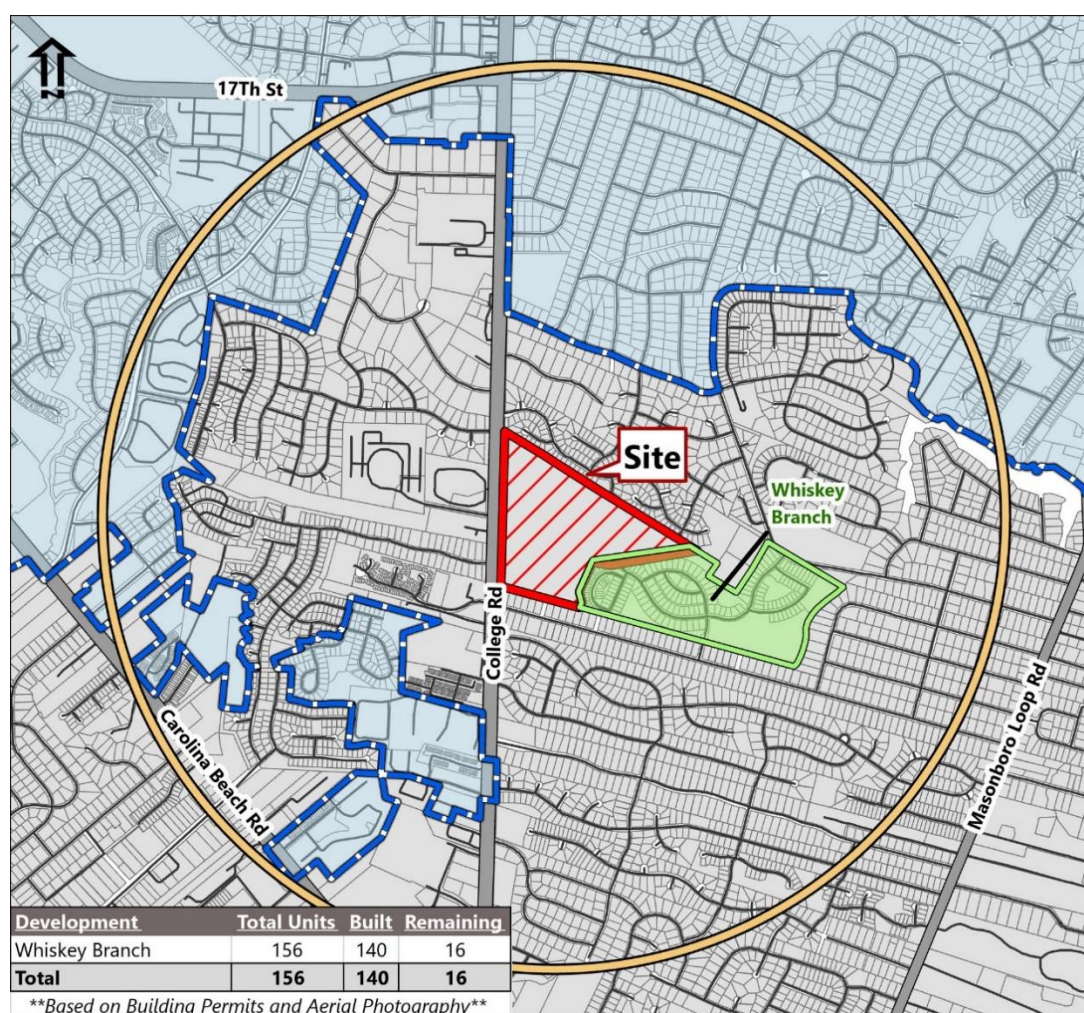 N
17Th St
Site
Whiskey
Branch
College Rd
Masonboro Loop Rd
Carolina Beach Rd
Development Total Units Built Remaining
Whiskey Branch 156 140 16
Total 156 140 16
**Based on Building Permits and Aerial Photography**